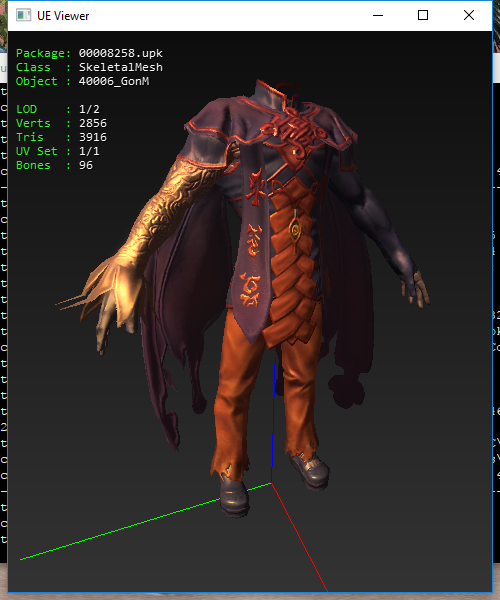 UE Viewer
Package: 00008258.upk
Class : SkeletalMesh
Object : 40006_GonM
LOD : 1/2
Verts : 2856
Tris : 3916
UV Set : 1/1
Bones : 96